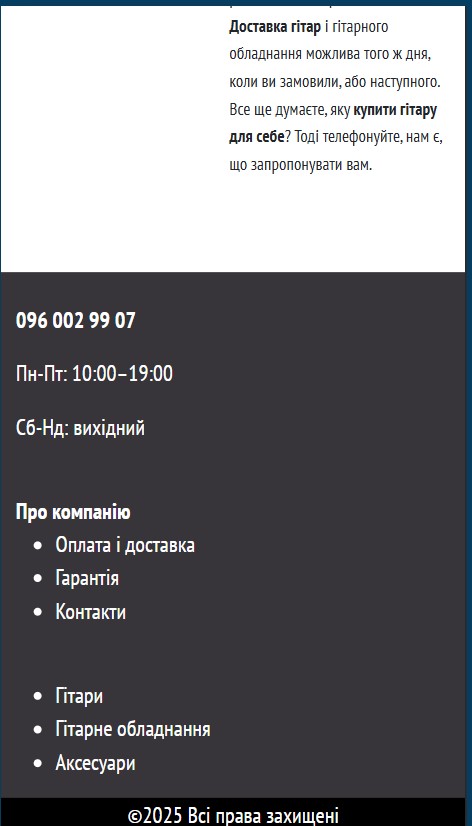 Доставка гітар і гітарного
обладнання можлива того ж дня,
коли ви замовили, або наступного.
Все ще думаєте, яку купити гітару
для себе? Тоді телефонуйте, нам є,
що запропонувати вам.
096 002 99 07
Пн-Пт: 10:00–19:00
Сб-Нд: вихідний
Про компанію
Оплата і доставка
Гарантія
Контакти
Гітари
Гітарне обладнання
Аксесуари
©2025 Всі права захищені